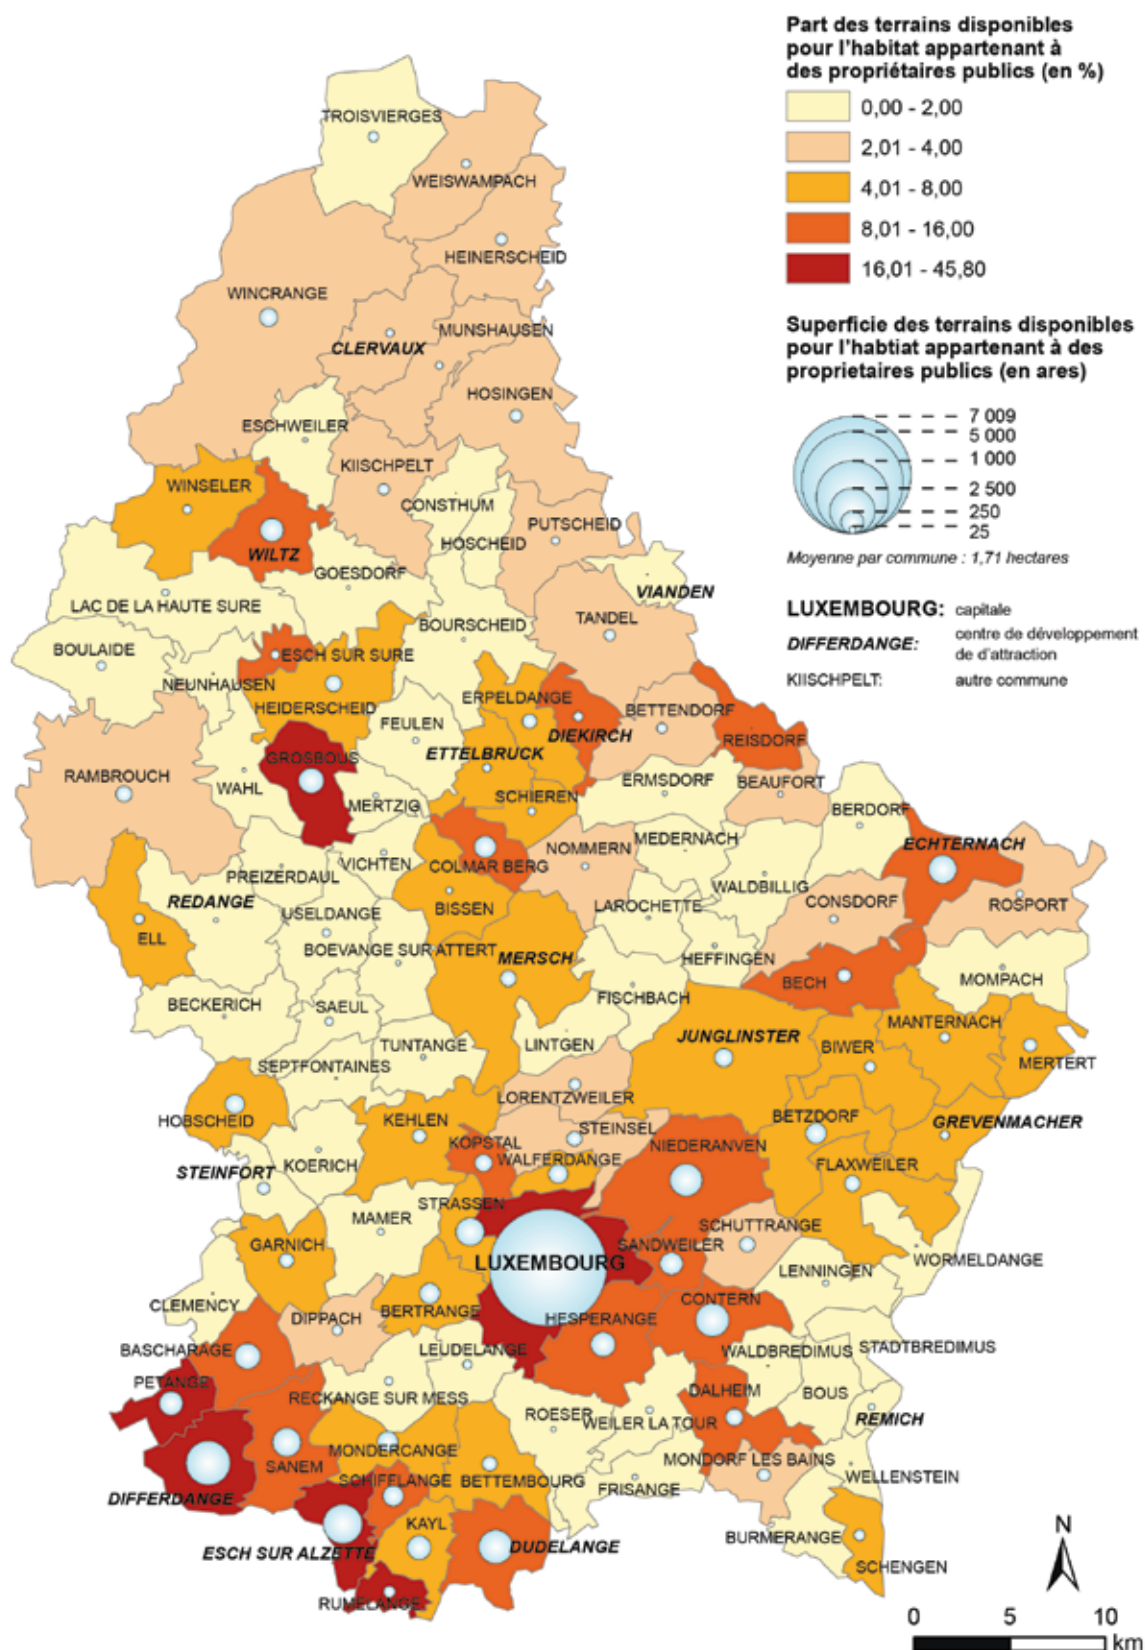 Part des terrains disponibles
pour l'habitat appartenant à
des propriétaires publics (en %)
0,00 - 2,00
2,01 - 4,00
4,01 - 8,00
8,01 - 16,00
16,01 - 45,80
Superficie des terrains disponibles
pour l'habtiat appartenant à des
proprietaires publics (en ares)
7 009
5 000
1 000
2 500
250
25
Moyenne par commune : 1,71 hectares
LUXEMBOURG: capitale
DIFFERDANGE: centre de développement
de d'attraction
KIISCHPELT: autre commune
TROISVIERGES
WEISWAMPACH
HEINERSCHEID
WINCRANGE
MUNSHAUSEN
CLERVAUX
HOSINGEN
ESCHWEILER
KIISCHPELT
WINSELER
CONSTHUM
PUTSCHEID
HOSCHEID
WILTZ
GOESDORF
VIANDEN
LAC DE LA HAUTE SURE
TANDEL
BOURSCHEID
BOULAIDE
ESCH SUR SURE
NEUNHAUSEN
ERPELDANGE
HEIDERSCHEID
BETTENDORF
FEULEN
DIEKIRCH
REISDORF
ETTELBRUCK
GROSBOUS
RAMBROUCH
WAHL
ERMSDORF
BEAUFORT
SCHIEREN
MERTZIG
BERDORF
MEDERNACH
ECHTERNACH
NOMMERN
VICHTEN
COLMAR BERG
PREIZERDAUL
WALDBILLIG
REDANGE
CONSDORF
ROSPORT
LAROCHETTE
BISSEN
USELDANGE
ELL
BOEVANGE SUR ATTERT
MERSCH
HEFFINGEN
BECH
MOMPACH
FISCHBACH
BECKERICH
SAEUL
MANTERNACH
JUNGLINSTER
BIWER
TUNTANGE
LINTGEN
SEPTFONTAINES
MERTERT
LORENTZWEILER
HOBSCHEID
KEHLEN
BETZDORF
GREVENMACHER
STEINSEL
KOPSTAL
NIEDERANVEN
WALFERDANGE
KOERICH
STEINFORT
FLAXWEILER
STRASSEN
MAMER
SCHUTTRANGE
GARNICH
SANDWEILER
LUXEMBOURG
WORMELDANGE
LENNINGEN
CLEMENCY
CONTERN
BERTRANGE
DIPPACH
HESPERANGE
BASCHARAGE
LEUDELANGE
WALDBREDIMUS
STADTBREDIMUS
PETANGE
RECKANGE SUR MESS
DALHEIM
BOUS
ROESER
WEILER LA TOUR
REMICH
MONDERCANGE
SANEM
MONDORF LES BAINS
SCHIFFLANGE
BETTEMBOURG
WELLENSTEIN
FRISANGE
DIFFERDANGE
KAYL
BURMERANGE
ESCH SUR ALZETTE
DUDELANGE
SCHENGEN
RUMELANGE
N
0 5 10
km